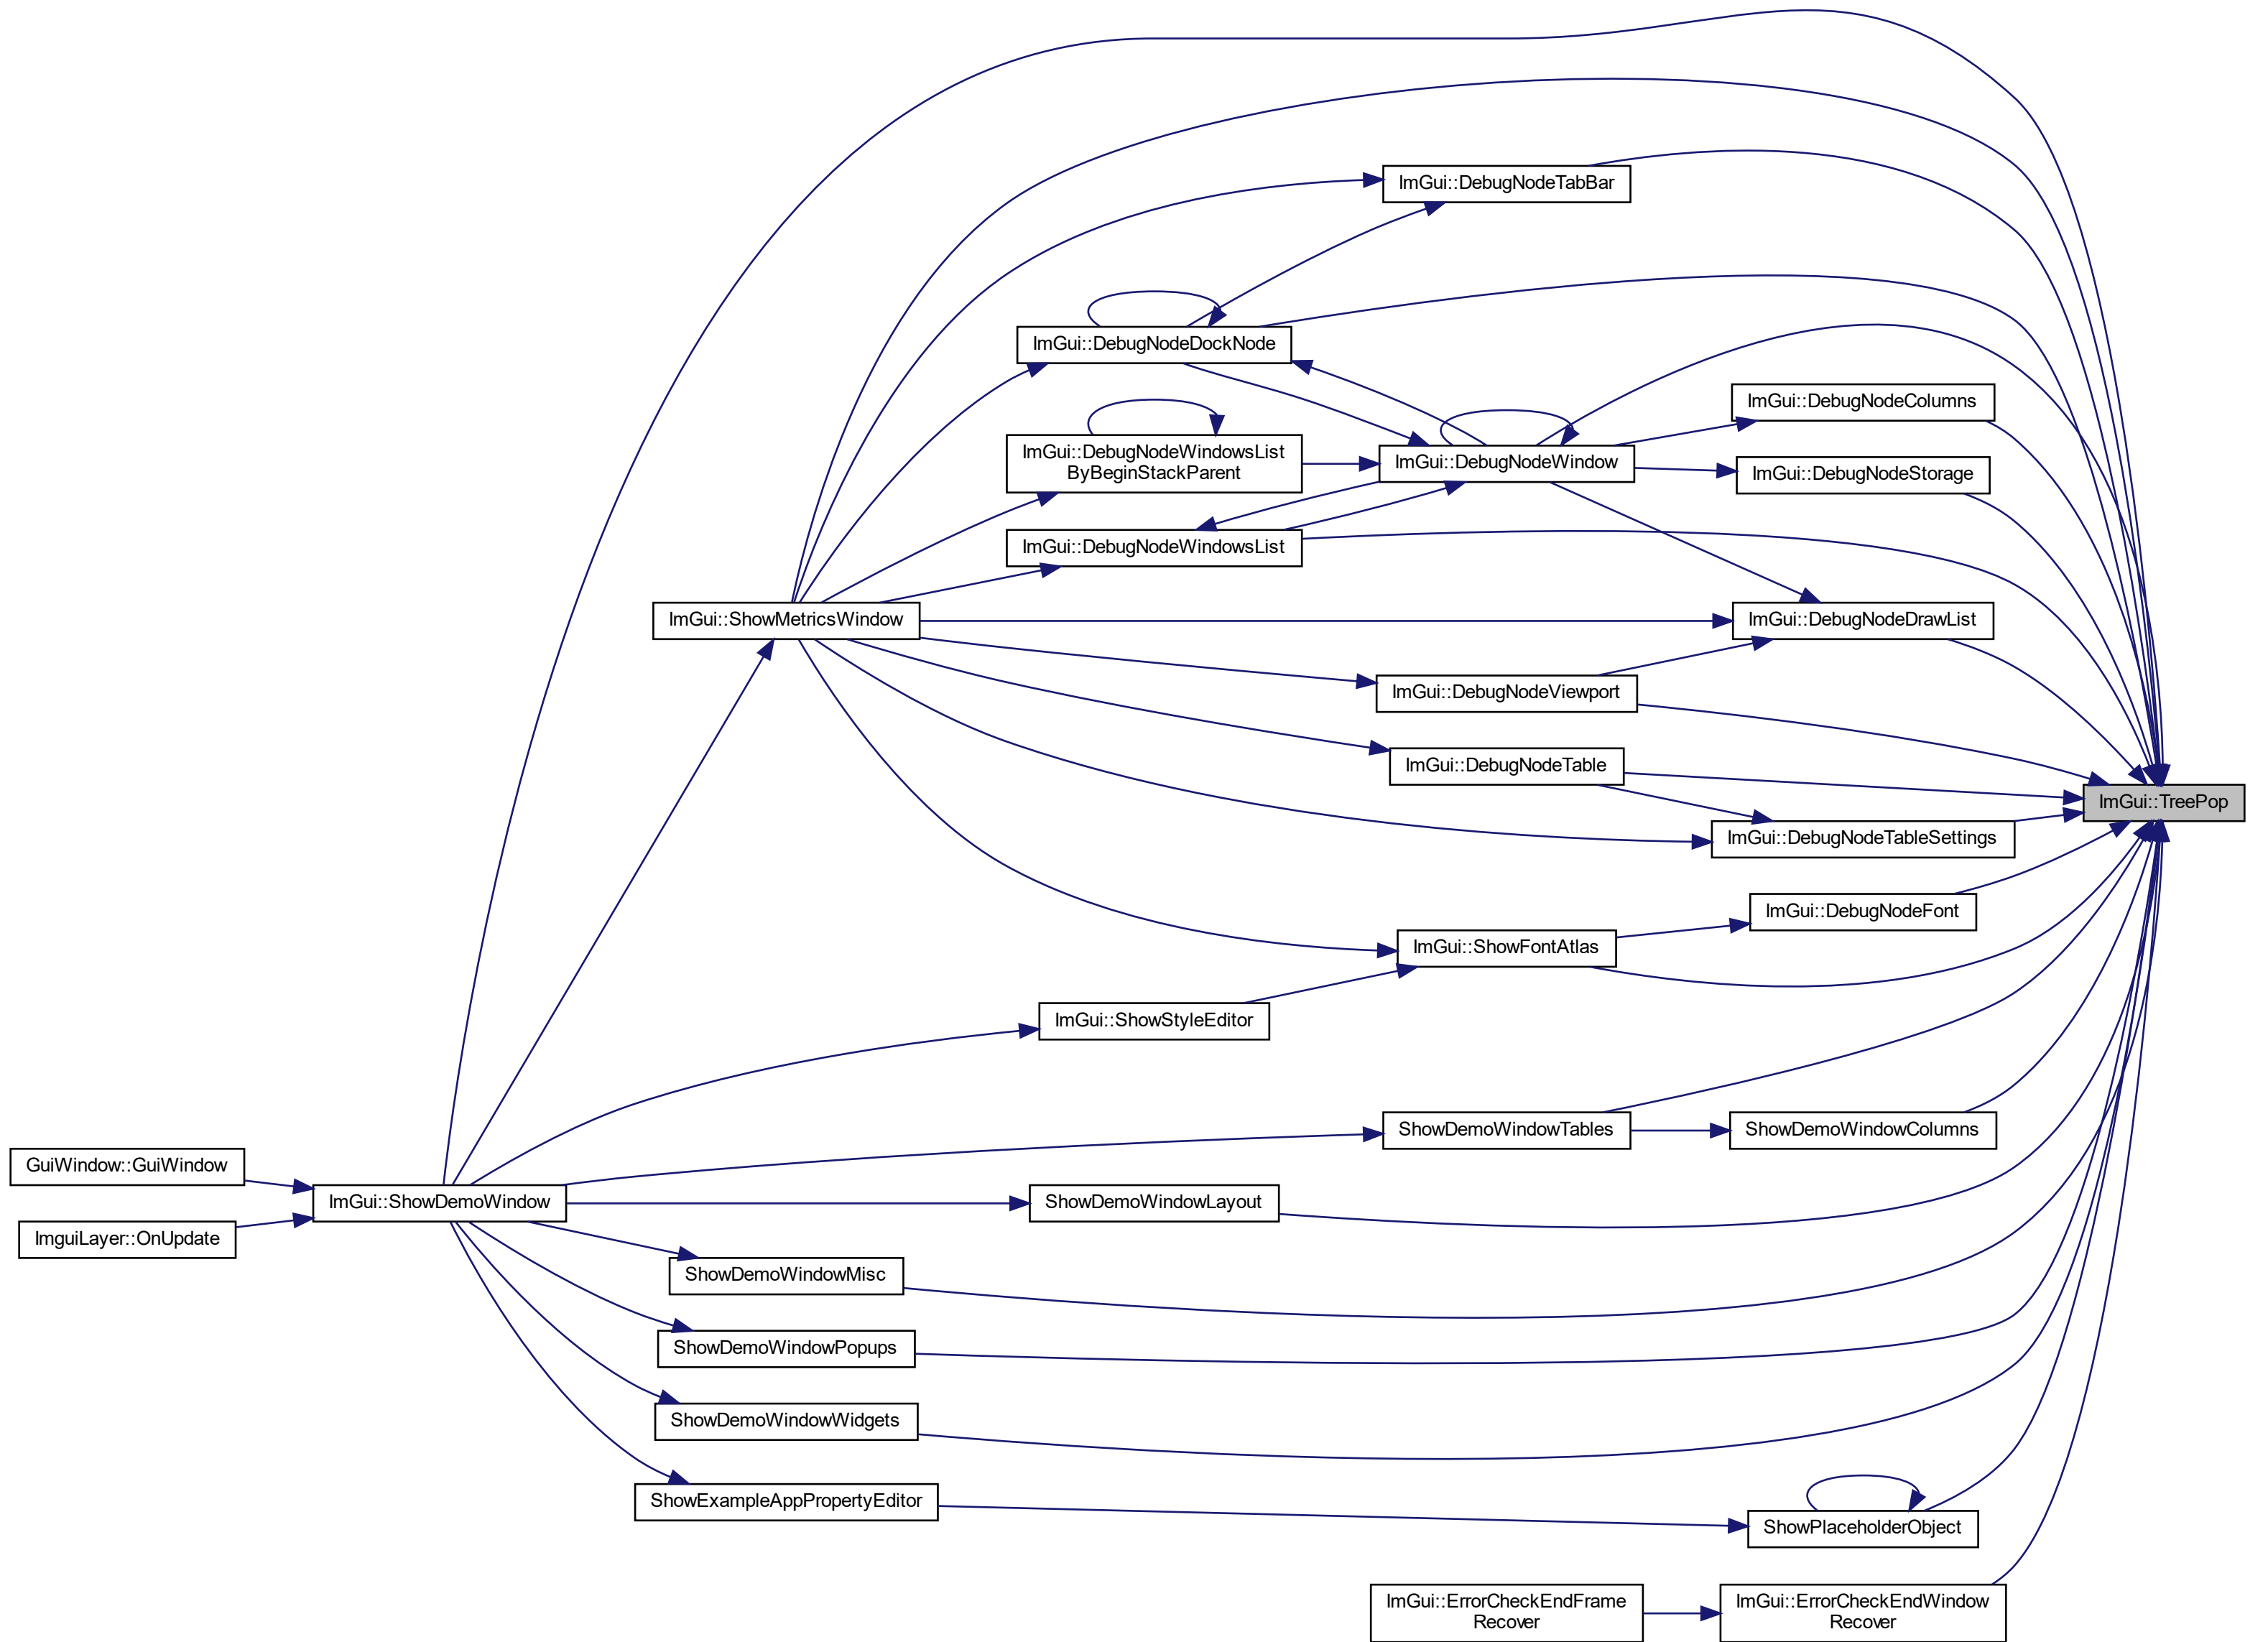 ImGui::DebugNodeTabBar
ImGui::DebugNodeDockNode
ImGui::DebugNodeColumns
ImGui::DebugNodeWindowsList
ByBeginStackParent
ImGui::DebugNodeWindow
ImGui::DebugNodeStorage
ImGui::DebugNodeWindowsList
ImGui::ShowMetricsWindow
ImGui::DebugNodeDrawList
ImGui::DebugNodeViewport
ImGui::DebugNodeTable
ImGui::TreePop
ImGui::DebugNodeTableSettings
ImGui::DebugNodeFont
ImGui::ShowFontAtlas
ImGui::ShowStyleEditor
ShowDemoWindowTables
ShowDemoWindowColumns
GuiWindow::GuiWindow
ImGui::ShowDemoWindow
ShowDemoWindowLayout
ImguiLayer::OnUpdate
ShowDemoWindowMisc
ShowDemoWindowPopups
ShowDemoWindowWidgets
ShowExampleAppPropertyEditor
ShowPlaceholderObject
ImGui::ErrorCheckEndFrame
Recover
ImGui::ErrorCheckEndWindow
Recover